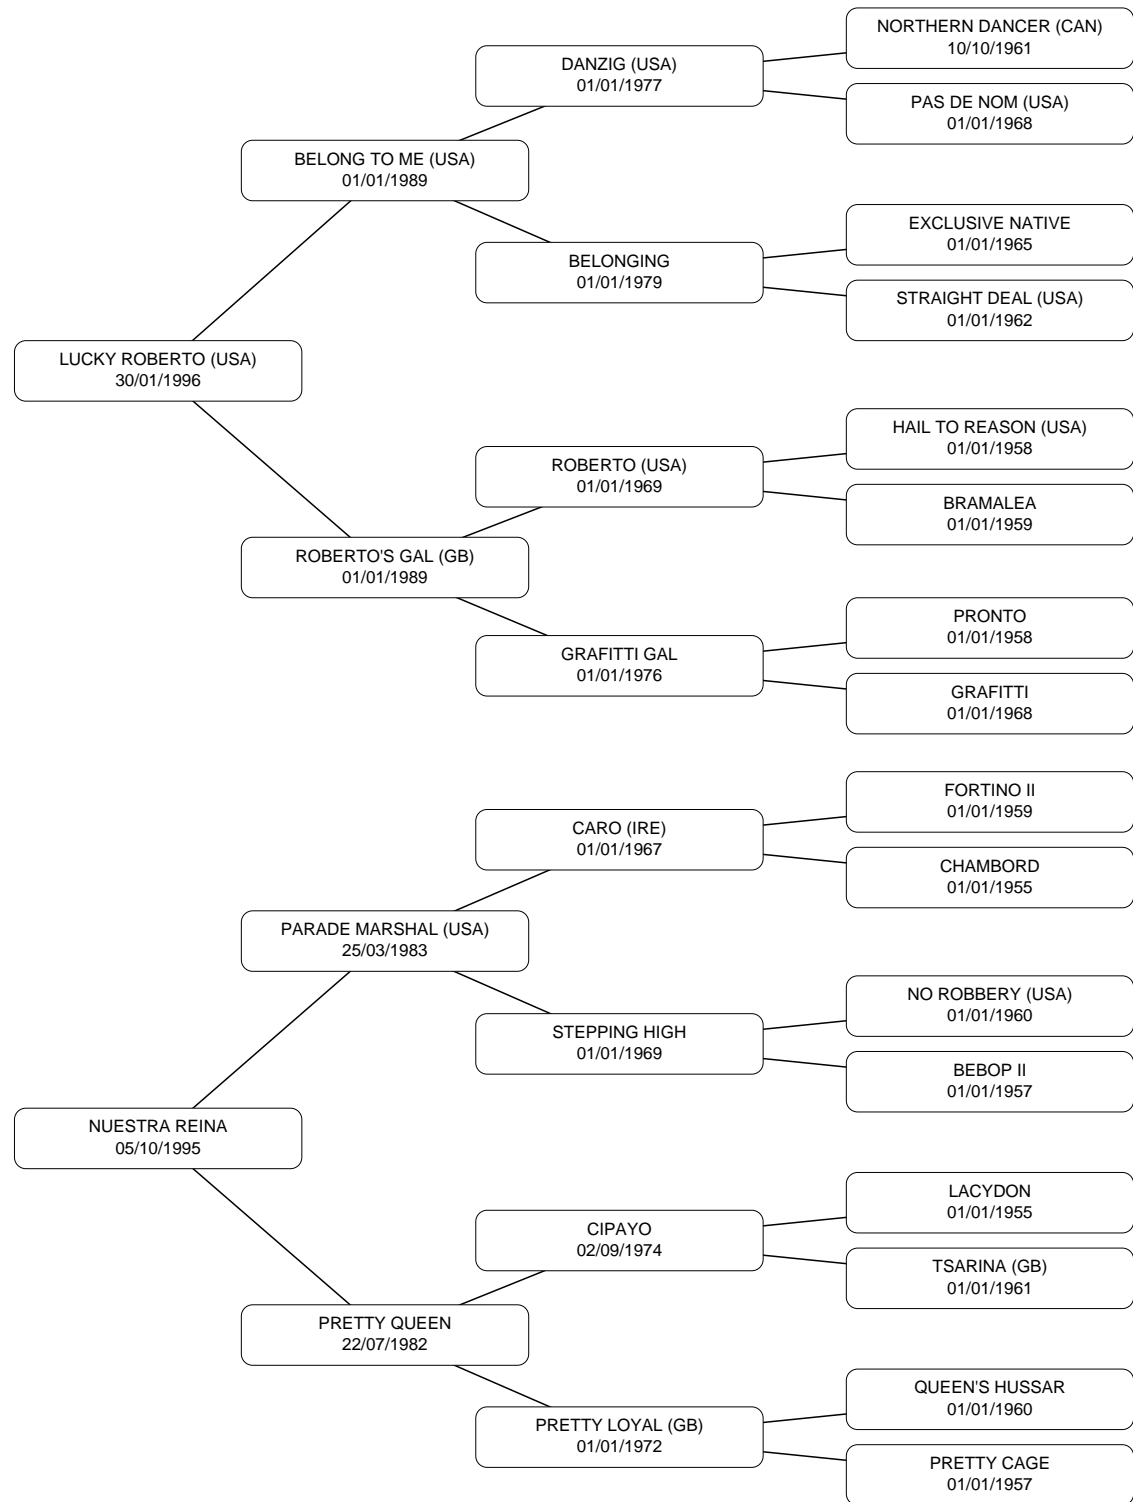 NORTHERN DANCER (CAN)
10/10/1961
DANZIG (USA)
01/01/1977
PAS DE NOM (USA)
01/01/1968
BELONG TO ME (USA)
01/01/1989
EXCLUSIVE NATIVE
01/01/1965
BELONGING
01/01/1979
STRAIGHT DEAL (USA)
01/01/1962
LUCKY ROBERTO (USA)
30/01/1996
HAIL TO REASON (USA)
01/01/1958
ROBERTO (USA)
01/01/1969
BRAMALEA
01/01/1959
ROBERTO'S GAL (GB)
01/01/1989
PRONTO
01/01/1958
GRAFITTI GAL
01/01/1976
GRAFITTI
01/01/1968
FORTINO II
01/01/1959
CARO (IRE)
01/01/1967
CHAMBORD
01/01/1955
PARADE MARSHAL (USA)
25/03/1983
NO ROBBERY (USA)
01/01/1960
STEPPING HIGH
01/01/1969
BEBOP II
01/01/1957
NUESTRA REINA
05/10/1995
LACYDON
01/01/1955
CIPAYO
02/09/1974
TSARINA (GB)
01/01/1961
PRETTY QUEEN
22/07/1982
QUEEN'S HUSSAR
01/01/1960
PRETTY LOYAL (GB)
01/01/1972
PRETTY CAGE
01/01/1957